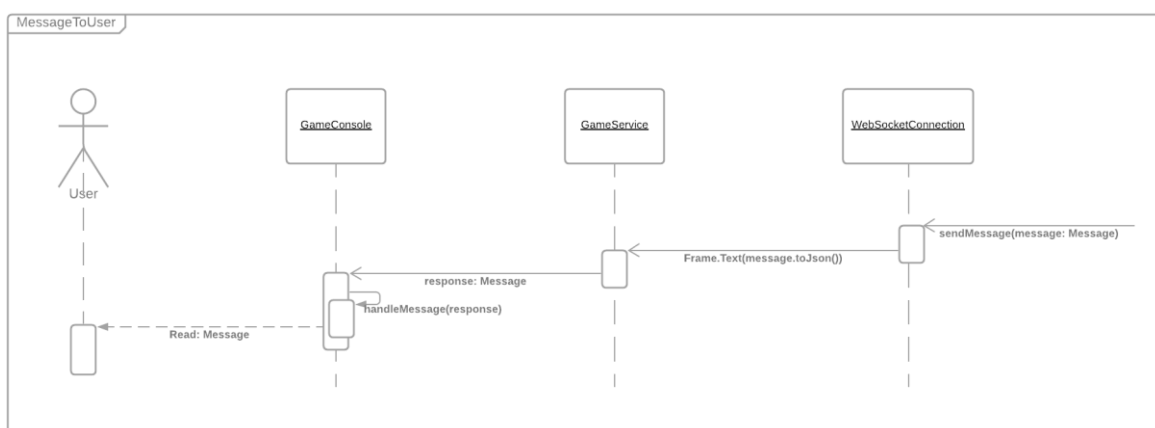 MessageToUser
GameConsole
GameService
WebSocketConnection
User
sendMessage(message: Message)
Frame.Text(message.toJson())
response: Message
handleMessage(response)
Read: Message